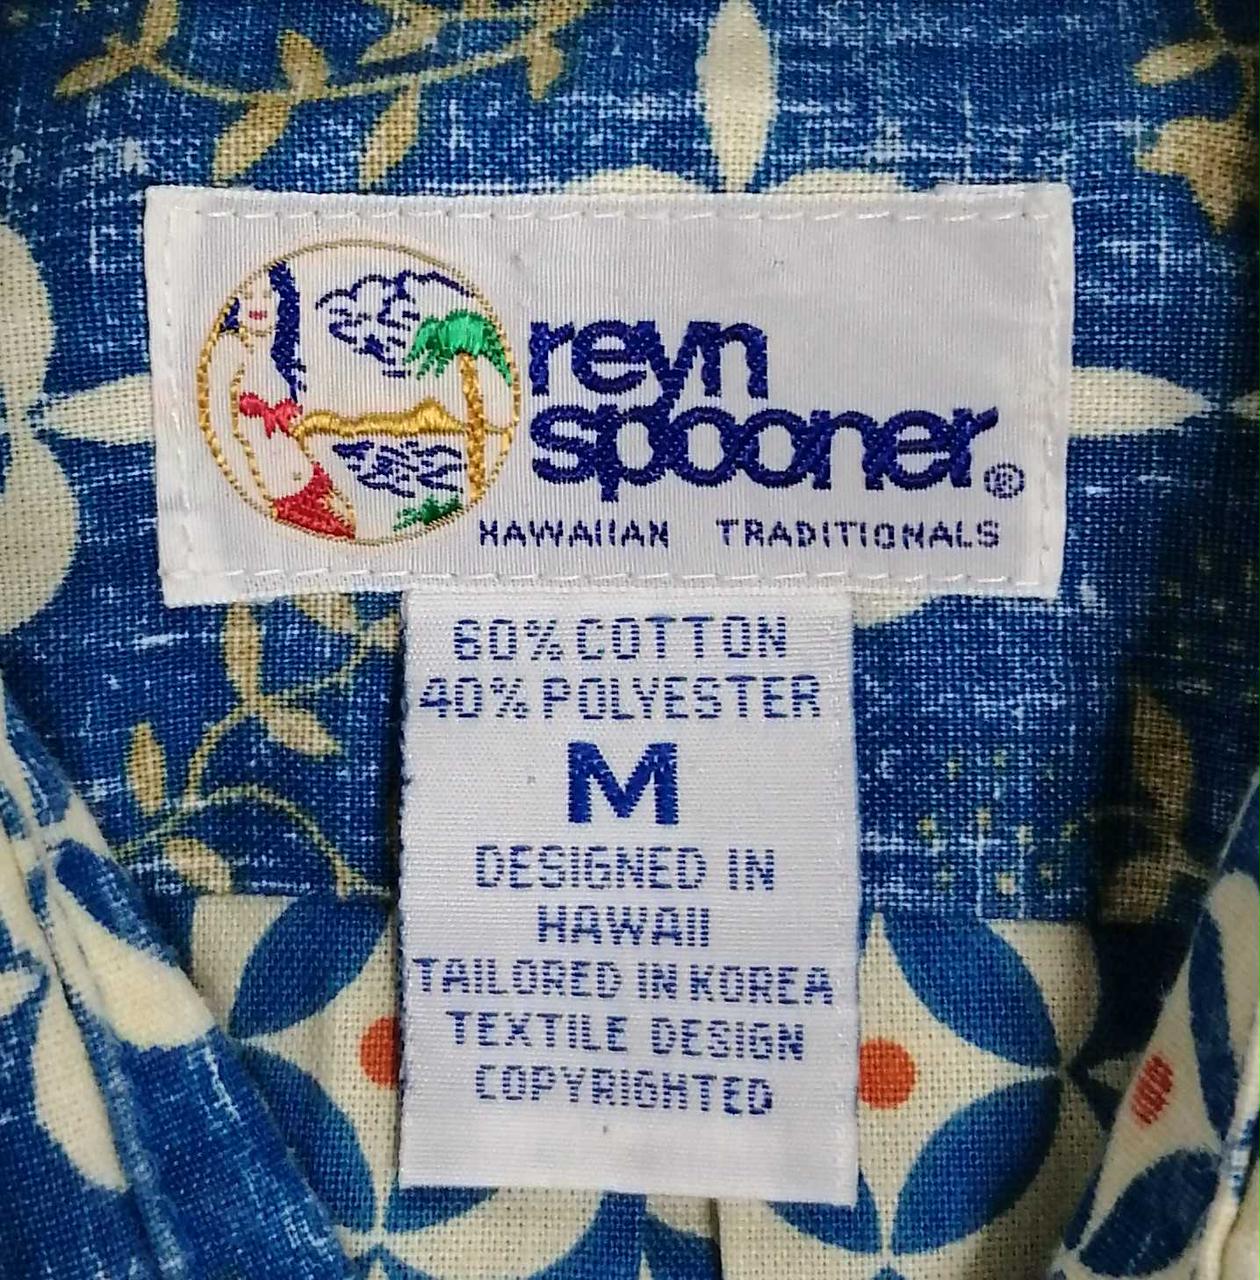 reyn
spooner®
HAWAIIAN TRADITIONALS
60% COTTON
40% POLYESTER
M
DESIGNED IN
HAWAII
TAILORED IN KOREA
TEXTILE DESIGN
COPYRIGHTED